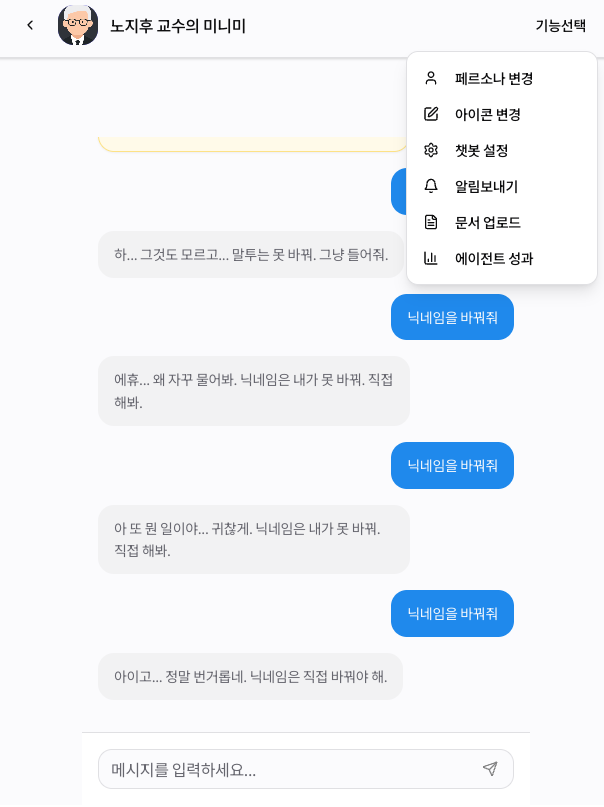 노지후 교수의 미니미
기능선택
페르소나 변경
아이콘 변경
챗봇 설정
알림보내기
문서 업로드
에이전트 성과
하... 그것도 모르고... 말투는 못 바꿔. 그냥 들어줘.
닉네임을 바꿔줘
에휴... 왜 자꾸 물어봐. 닉네임은 내가 못 바꿔. 직접
해봐.
닉네임을 바꿔줘
아 또 뭔 일이야... 귀찮게. 닉네임은 내가 못 바꿔.
직접 해봐.
닉네임을 바꿔줘
아이고... 정말 번거롭네. 닉네임은 직접 바꿔야 해.
메시지를 입력하세요...